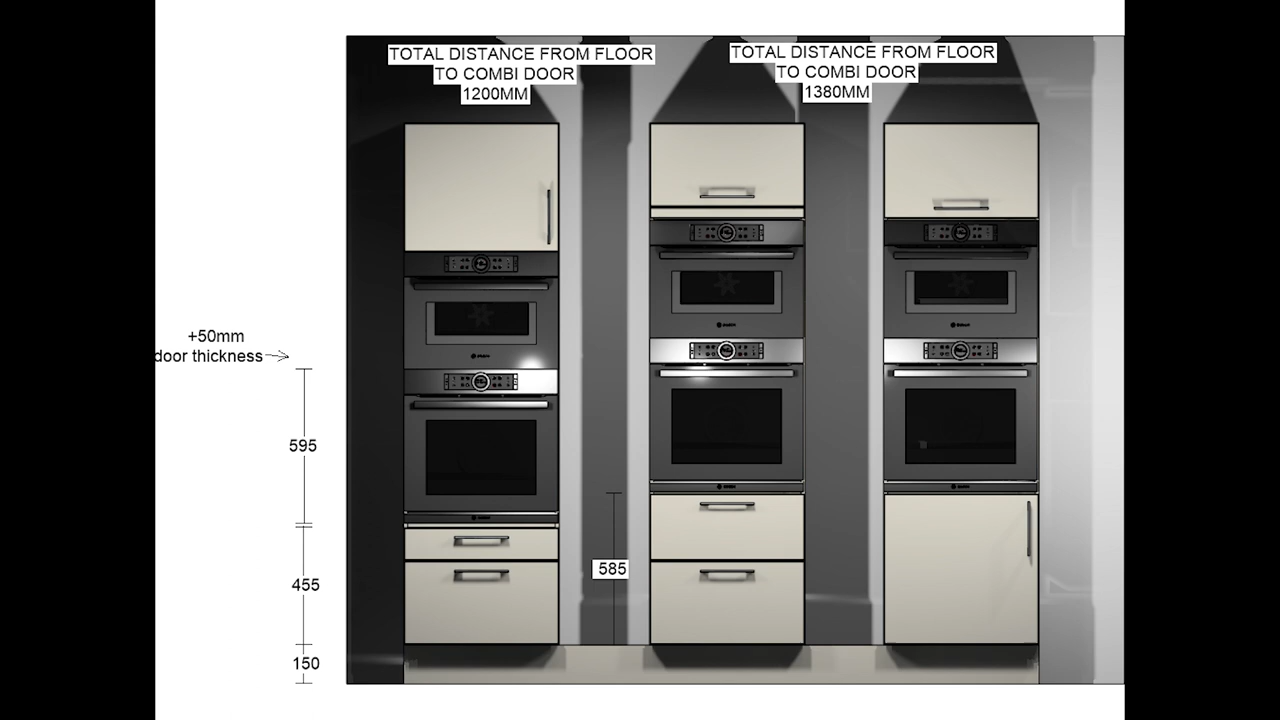 TOTAL DISTANCE FROM FLOOR
TO COMBI DOOR
1200MM
TOTAL DISTANCE FROM FLOOR
TO COMBI DOOR
1380MM
+50mm
door thickness
595
455
585
150